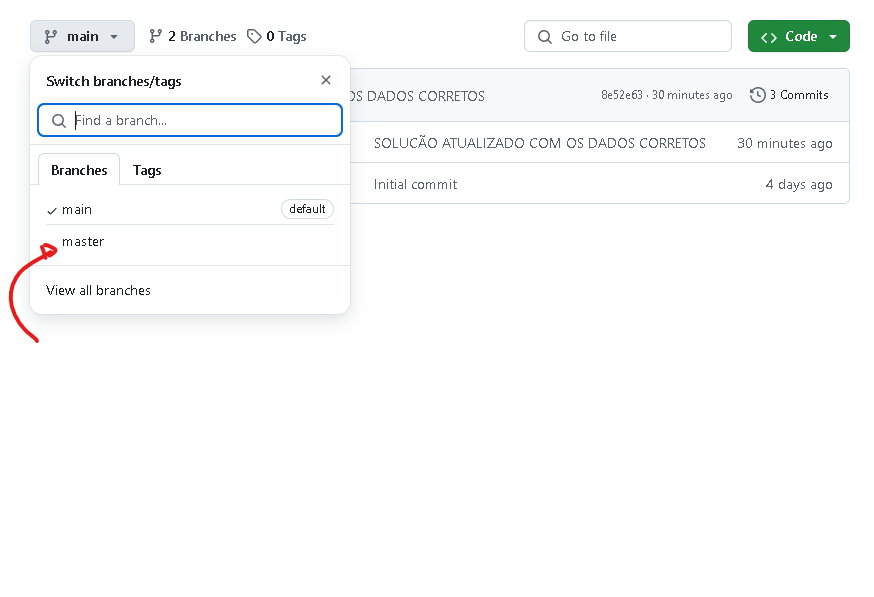 main
2 Branches
0 Tags
Go to file
Code
Switch branches/tags
OS DADOS CORRETOS
8e52e63 · 30 minutes ago
3 Commits
Find a branch...
SOLUCÃO ATUALIZADO COM OS DADOS CORRETOS
30 minutes ago
Branches
Tags
Initial commit
4 days ago
main
default
master
View all branches